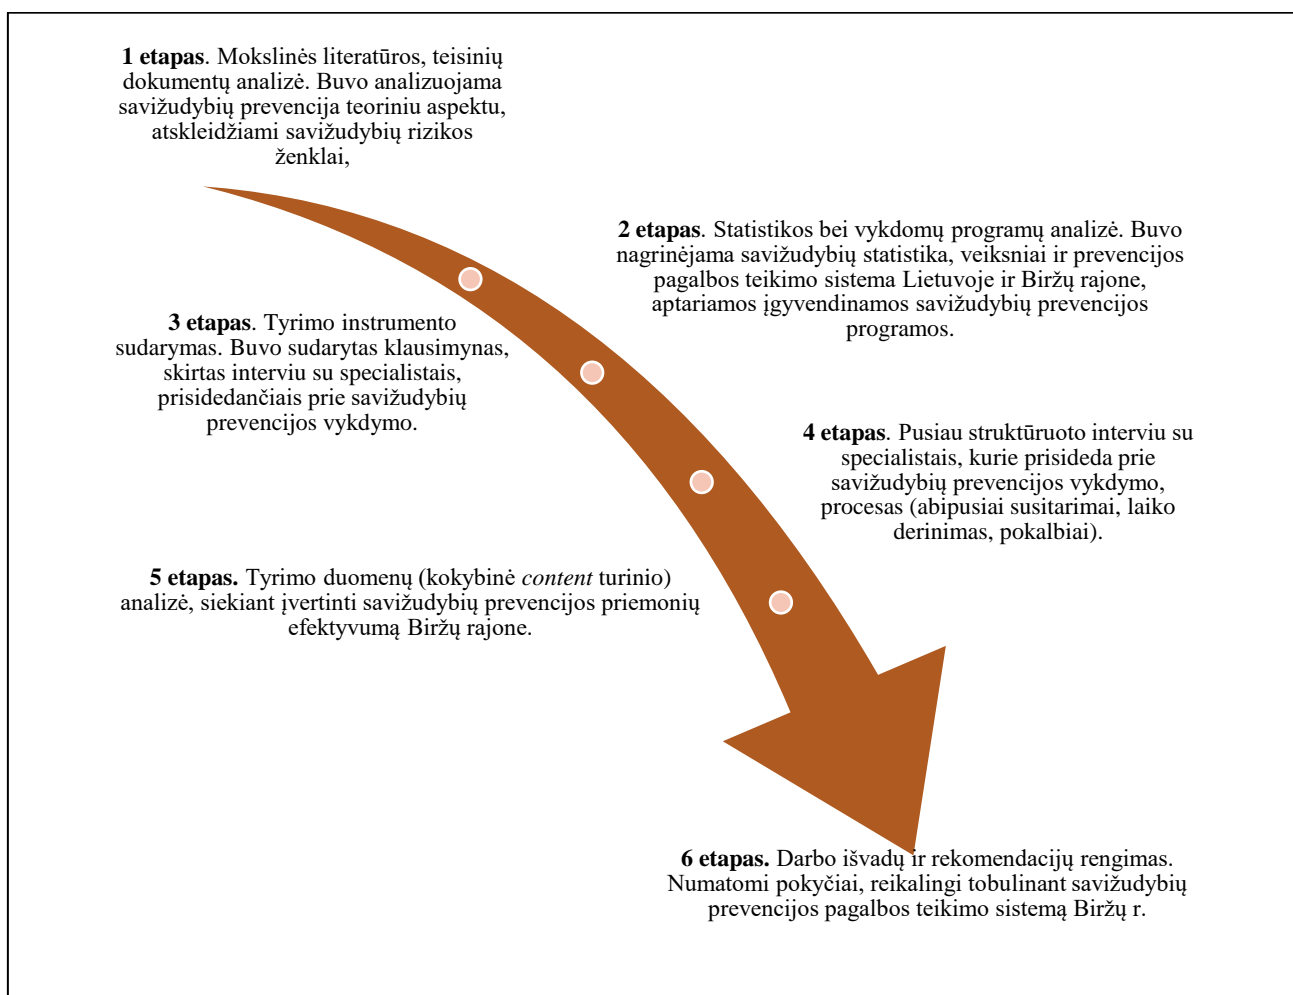 1 etapas. Mokslinės literatūros, teisinių
dokumentų analizė. Buvo analizuojama
savižudybių prevencija teoriniu aspektu,
atskleidžiami savižudybių rizikos
ženklai,
2 etapas. Statistikos bei vykdomų programų analizė. Buvo
nagrinėjama savižudybių statistika, veiksniai ir prevencijos
pagalbos teikimo sistema Lietuvoje ir Biržų rajone,
aptariamos įgyvendinamos savižudybių prevencijos
programos.
3 etapas. Tyrimo instrumento
sudarymas. Buvo sudarytas klausimynas,
skirtas interviu su specialistais,
prisidedančiais prie savižudybių
prevencijos vykdymo.
4 etapas. Pusiau struktūruoto interviu su
specialistais, kurie prisideda prie
savižudybių prevencijos vykdymo,
procesas (abipusiai susitarimai, laiko
derinimas, pokalbiai).
5 etapas. Tyrimo duomenų (kokybinė content turinio)
analizė, siekiant įvertinti savižudybių prevencijos priemonių
efektyvumą Biržų rajone.
6 etapas. Darbo išvadų ir rekomendacijų rengimas.
Numatomi pokyčiai, reikalingi tobulinant savižudybių
prevencijos pagalbos teikimo sistemą Biržų r.